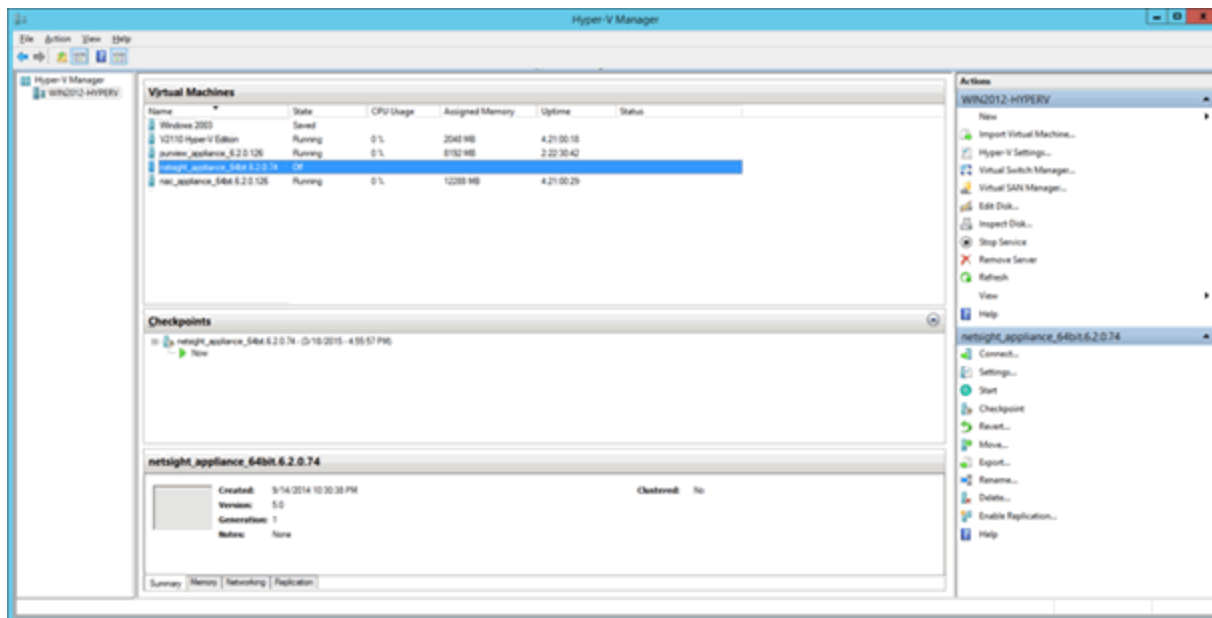 Hyper-V Manager
File Action View Help
Hyper-V Manager
WIN2012-HYPERV
Virtual Machines
Name State CPU Usage Assigned Memory Uptime Status
Windows 2003 Saved
V2110 Hyper-V Edition Running 0 % 2048 MB 4.21:00:18
purview_appliance_6.2.0.126 Running 0 % 8192 MB 2.22:30:42
netsight_appliance_64bit.6.2.0.74 Off
nac_appliance_64bit.6.2.0.126 Running 0 % 12288 MB 4.21:00:29
Checkpoints
netsight_appliance_64bit.6.2.0.74 - (3/18/2015 - 4:55:57 PM)
Now
netsight_appliance_64bit.6.2.0.74
Created: 9/14/2014 10:30:38 PM Clustered: No
Version: 5.0
Generation: 1
Notes: None
Summary Memory Networking Replication
Actions
WIN2012-HYPERV
New
Import Virtual Machine...
Hyper-V Settings...
Virtual Switch Manager...
Virtual SAN Manager...
Edit Disk...
Inspect Disk...
Stop Service
Remove Server
Refresh
View
Help
netsight_appliance_64bit.6.2.0.74
Connect...
Settings...
Start
Checkpoint
Revert...
Move...
Export...
Rename...
Delete...
Enable Replication...
Help